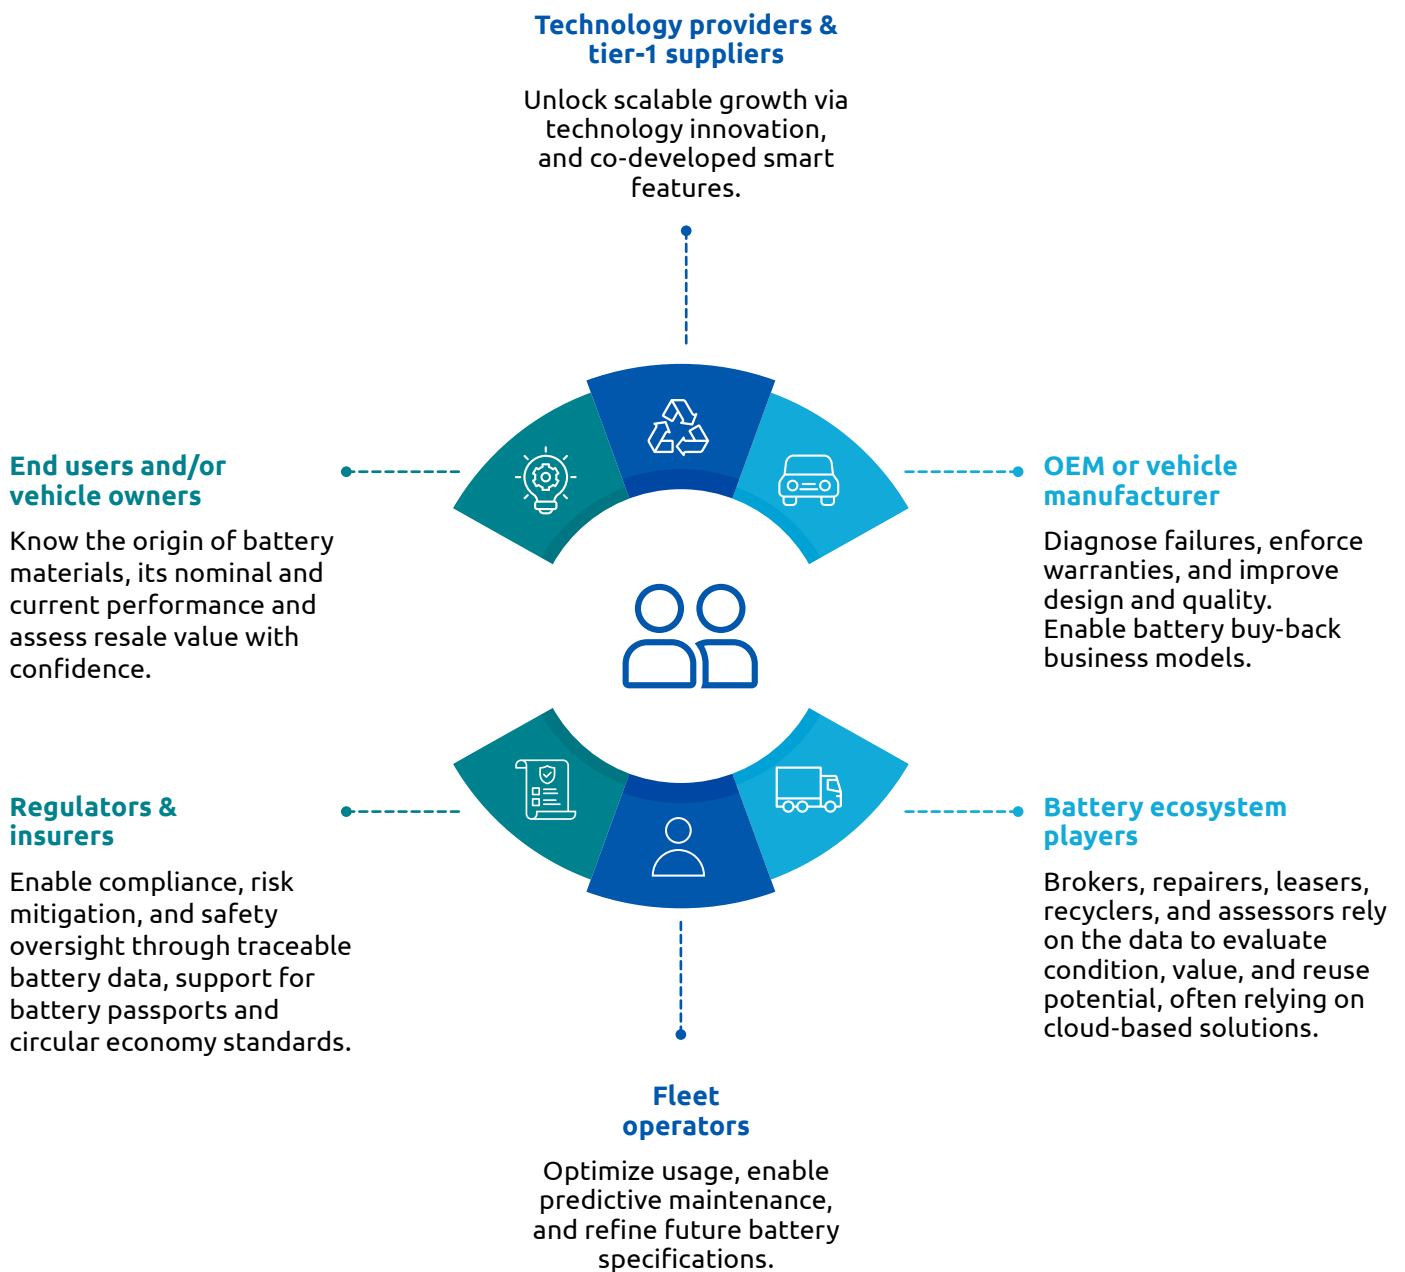 Technology providers &
tier-1 suppliers
Unlock scalable growth via
technology innovation,
and co-developed smart
features.
End users and/or
vehicle owners
Know the origin of battery
materials, its nominal and
current performance and
assess resale value with
confidence.
OEM or vehicle
manufacturer
Diagnose failures, enforce
warranties, and improve
design and quality.
Enable battery buy-back
business models.
Regulators &
insurers
Enable compliance, risk
mitigation, and safety
oversight through traceable
battery data, support for
battery passports and
circular economy standards.
Battery ecosystem
players
Brokers, repairers, leasers,
recyclers, and assessors rely
on the data to evaluate
condition, value, and reuse
potential, often relying on
cloud-based solutions.
Fleet
operators
Optimize usage, enable
predictive maintenance,
and refine future battery
specifications.